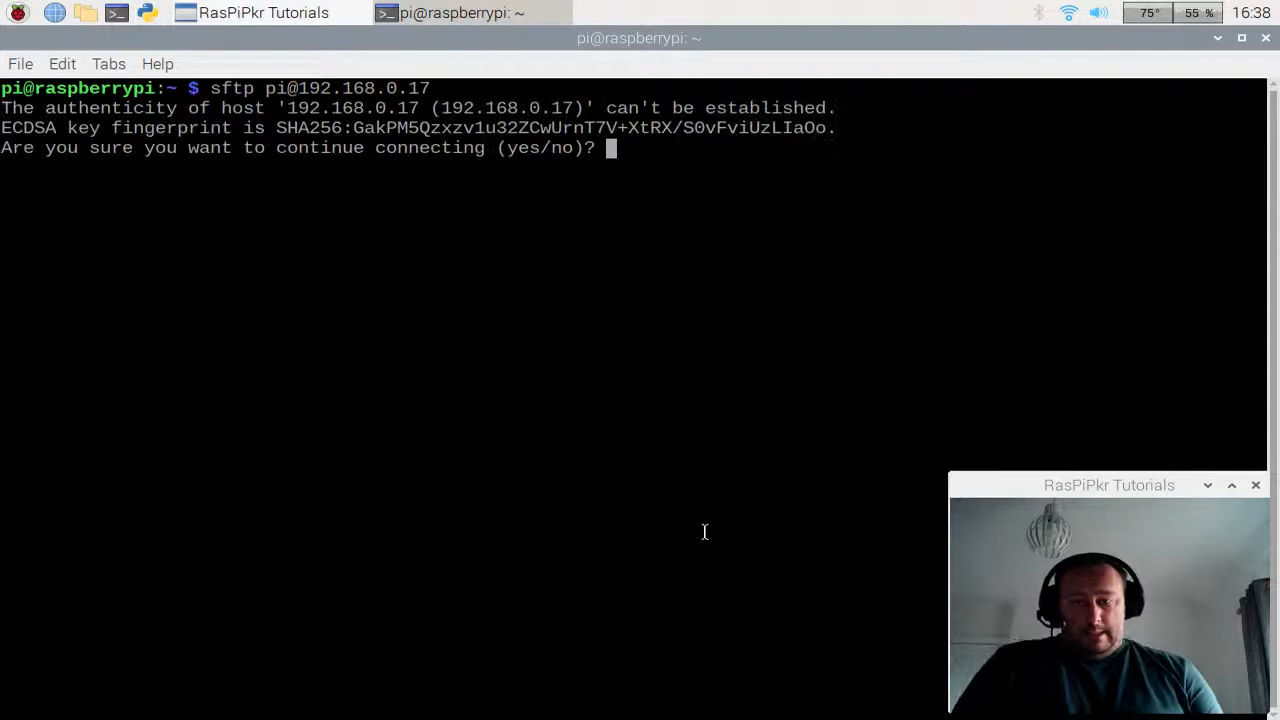 RasPiPkr Tutorials
pi@raspberrypi: ~
75°
55 %
16:38
pi@raspberrypi: ~
File Edit Tabs Help
pi@raspberrypi:~ $ sftp pi@192.168.0.17
The authenticity of host '192.168.0.17 (192.168.0.17)' can't be established.
ECDSA key fingerprint is SHA256:GakPM5Qzxzv1u32ZCwUrnT7V+XtRX/S0vFviUzLIaOo.
Are you sure you want to continue connecting (yes/no)?
RasPiPkr Tutorials